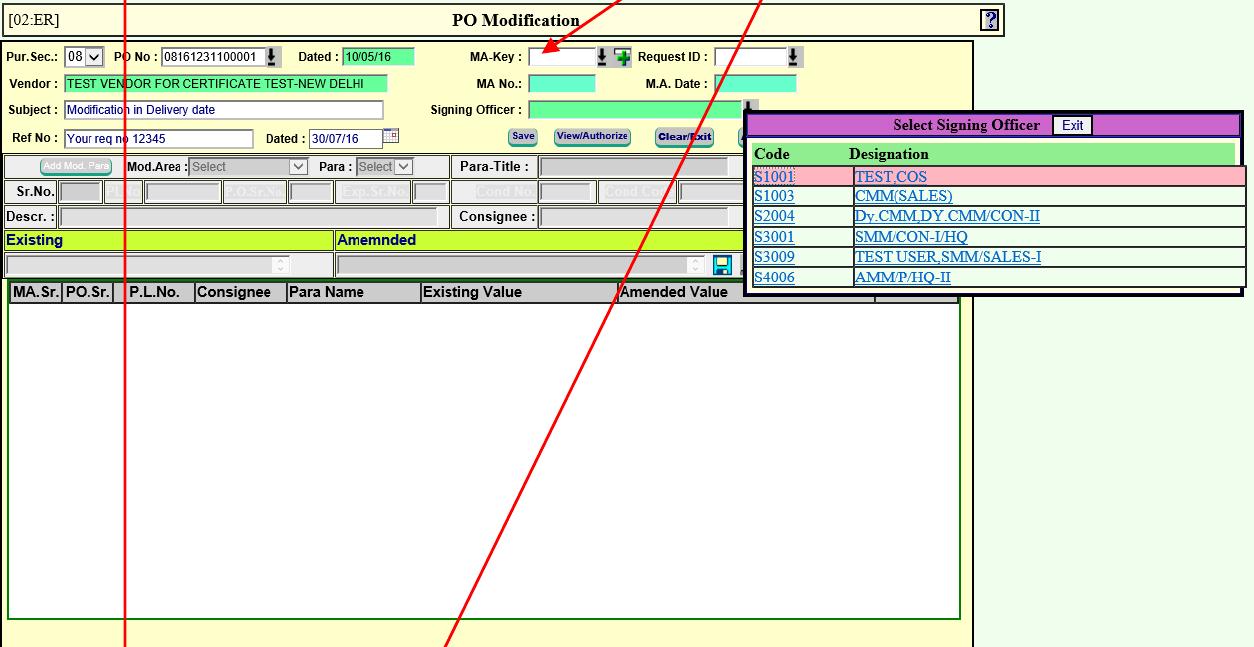 [02:ER] PO Modification ?
Pur.Sec.: 08 PO No : 08161231100001 Dated : 10/05/16 MA-Key : Request ID :
Vendor : TEST VENDOR FOR CERTIFICATE TEST-NEW DELHI MA No.: M.A. Date :
Subject : Modification in Delivery date Signing Officer :
Ref No : Your req no 12345 Dated : 30/07/16 Save View/Authorize Clear/Exit
Add Mod. Para Mod.Area : Select Para : Select Para-Title :
Sr.No. P.O.Sr.No. Exp.Sr.No. Cond No. Cond Code
Descr. : Consignee :
Existing Amemnded
MA.Sr. PO.Sr. P.L.No. Consignee Para Name Existing Value Amended Value
Select Signing Officer Exit
Code Designation
S1001 TEST,COS
S1003 CMM(SALES)
S2004 Dy.CMM,DY.CMM/CON-II
S3001 SMM/CON-I/HQ
S3009 TEST USER,SMM/SALES-I
S4006 AMM/P/HQ-II